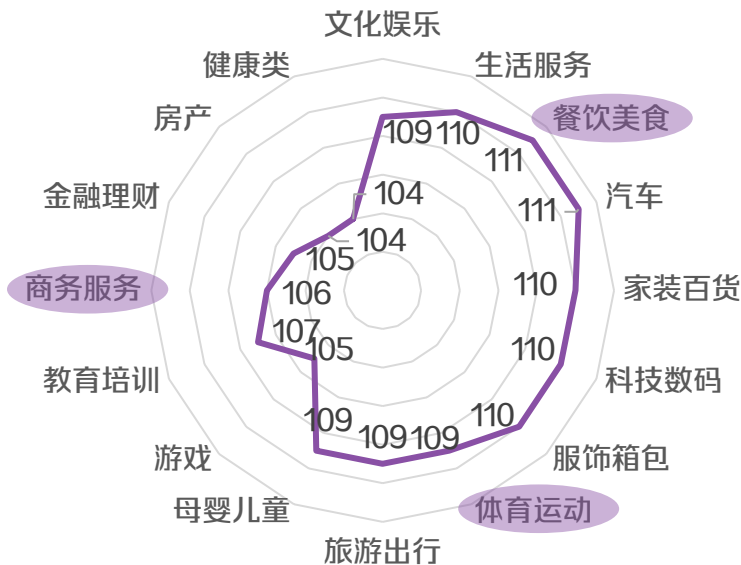 文化娱乐
健康类
生活服务
房产
餐饮美食
109
110
111
金融理财
104
111
汽车
104
105
商务服务
106
110
家装百货
107
105
110
教育培训
科技数码
109
109
109
110
游戏
服饰箱包
母婴儿童
体育运动
旅游出行